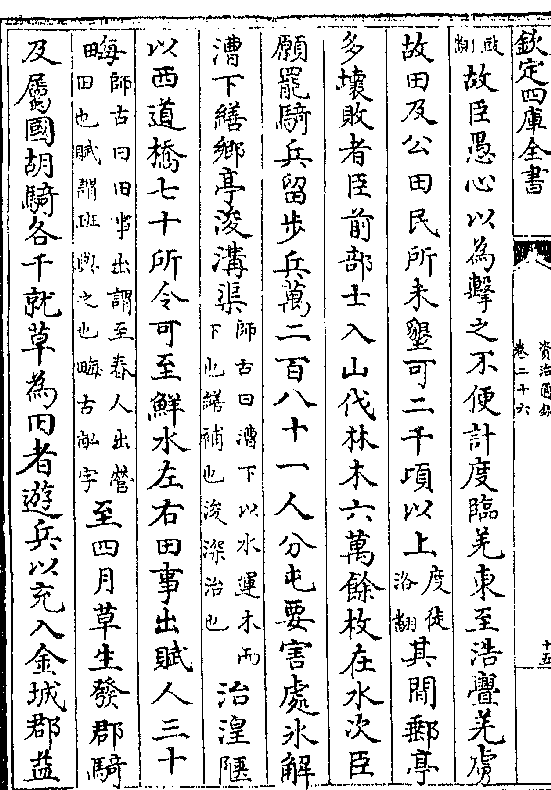 欽定四庫全書
卷二十六
十五
翻故臣愚心以為擊之不便計度臨羌東至浩亹羌虜
故田及公田民所未墾可二千頃以上度徒洛翻其間郵亭
多壞敗者臣前部士入山伐林木六萬餘枚在水次臣
願罷騎兵留步兵萬二百八十一人分屯要害處氷解
漕下繕鄉亭浚溝渠師古曰漕下以水運木而下也繕補也浚深治也治湟陿
以西道橋七十所令可至鮮水左右田事出賦人三十
畮師古曰田事出謂至春人出營田也賦謂班與之也畮古畝字至四月草生發郡騎
及屬國胡騎各千就草為田者遊兵以充入金城郡益